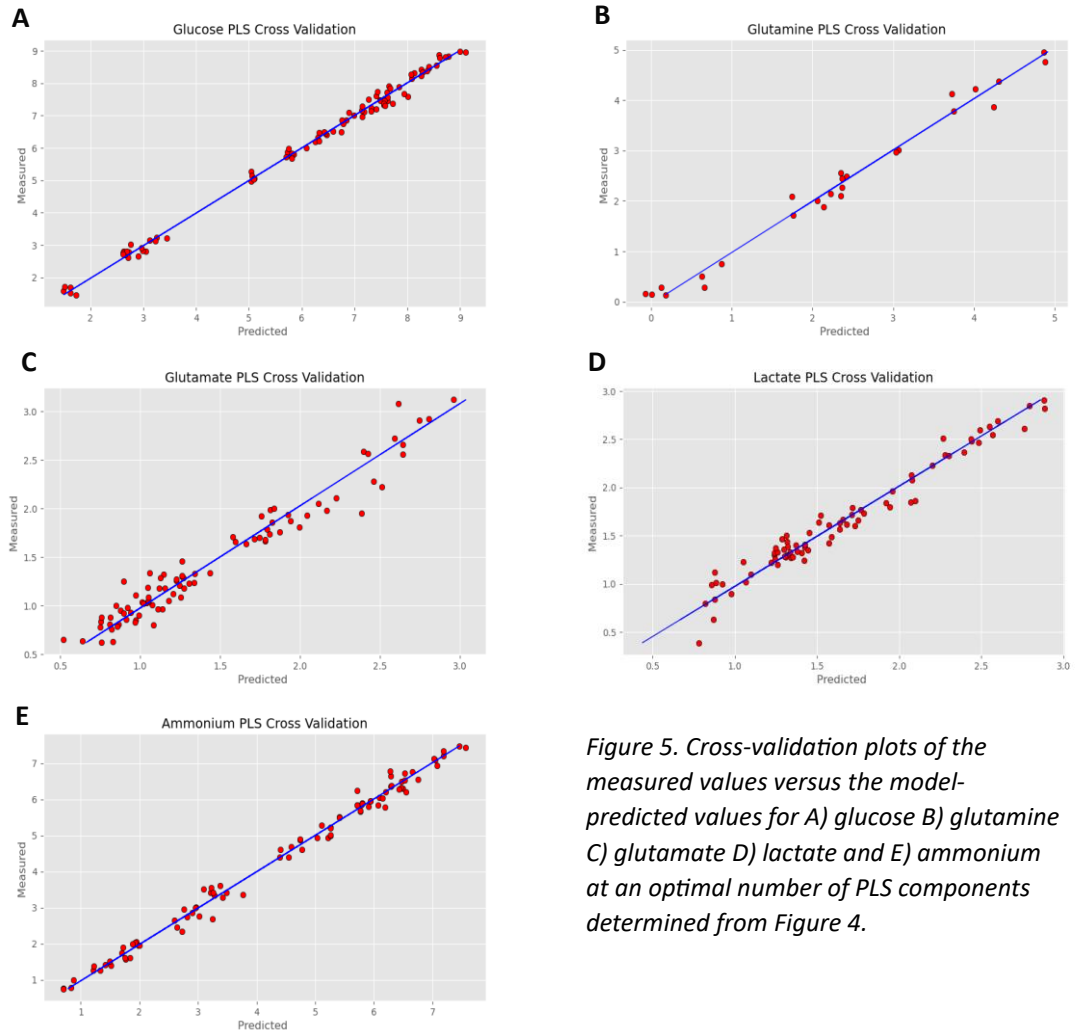 A
Glucose PLS Cross Validation
9
8
7
6
5
4
3
2
Measured
2 3 4 5 6 7 8 9
Predicted
B
Glutamine PLS Cross Validation
5
4
3
2
1
0
Measured
0 1 2 3 4 5
Predicted
C
Glutamate PLS Cross Validation
3.0
2.5
2.0
1.5
1.0
0.5
Measured
0.5 1.0 1.5 2.0 2.5 3.0
Predicted
D
Lactate PLS Cross Validation
3.0
2.5
2.0
1.5
1.0
0.5
Measured
0.5 1.0 1.5 2.0 2.5 3.0
Predicted
E
Ammonium PLS Cross Validation
7
6
5
4
3
2
1
Measured
1 2 3 4 5 6 7
Predicted
Figure 5. Cross-validation plots of the
measured values versus the model-
predicted values for A) glucose B) glutamine
C) glutamate D) lactate and E) ammonium
at an optimal number of PLS components
determined from Figure 4.